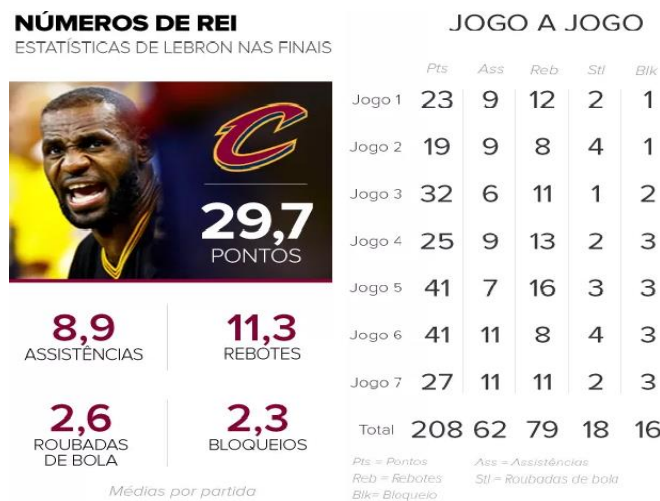 NÚMEROS DE REI
ESTATÍSTICAS DE LEBRON NAS FINAIS
C
29,7
PONTOS
8,9
ASSISTÊNCIAS
11,3
REBOTES
2,6
ROUBADAS
DE BOLA
2,3
BLOQUEIOS
Médias por partida
JOGO A JOGO
Pts Ass Reb Stl Blk
Jogo 1 23 9 12 2 1
Jogo 2 19 9 8 4 1
Jogo 3 32 6 11 1 2
Jogo 4 25 9 13 2 3
Jogo 5 41 7 16 3 3
Jogo 6 41 11 8 4 3
Jogo 7 27 11 11 2 3
Total 208 62 79 18 16
Pts = Pontos Ass = Assistências
Reb = Rebotes Stl = Roubadas de bola
Blk= Bloqueio